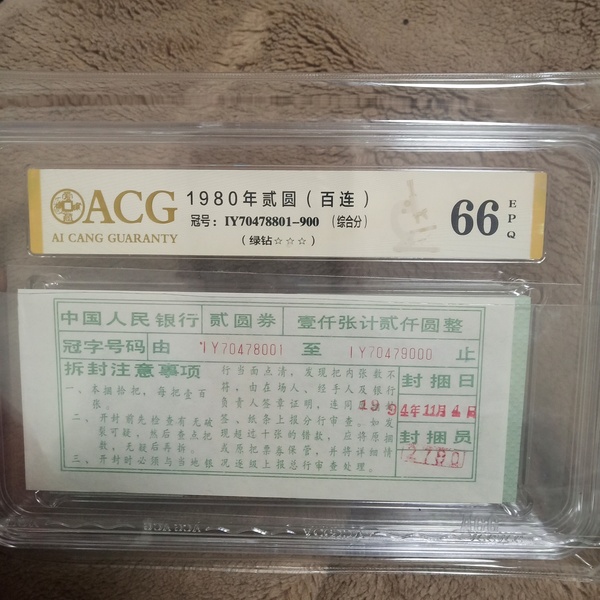 ACG
AI CANG GUARANTY
1980年贰圆（百连）
冠号：IY70478801-900 （综合分）
（绿钻☆☆☆）
66
EPQ
中国人民银行 贰圆券 壹仟张计贰仟圆整
冠字号码 由 IY70478001 至 IY70479000 止
拆封注意事项
一、本捆拾把，每把壹百张。
二、开封前先检查有无破裂可疑，然后查点把数，无疑后再拆。
三、开封时必须与当地银
行当面点清，发现把内张数不符，由在场人、经手人及银行负责人签章证明，连同
签、纸条上报分行审查。如发现超过十张的错款，应得原捆或原把票券保管，并将详细情况逐级上报总行审查处理。
封捆日
1994年11月4日
封捆员
2790